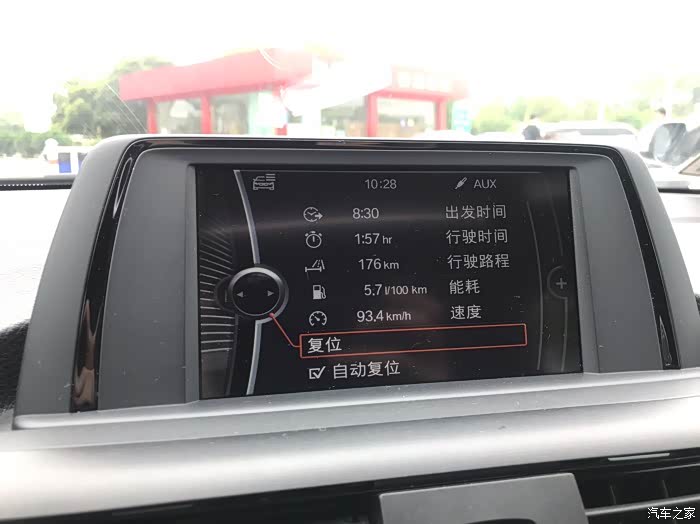 10:28 AUX
8:30 出发时间
1:57 hr 行驶时间
176 km 行驶路程
5.7 l/100 km 能耗
93.4 km/h 速度
复位
自动复位
汽车之家